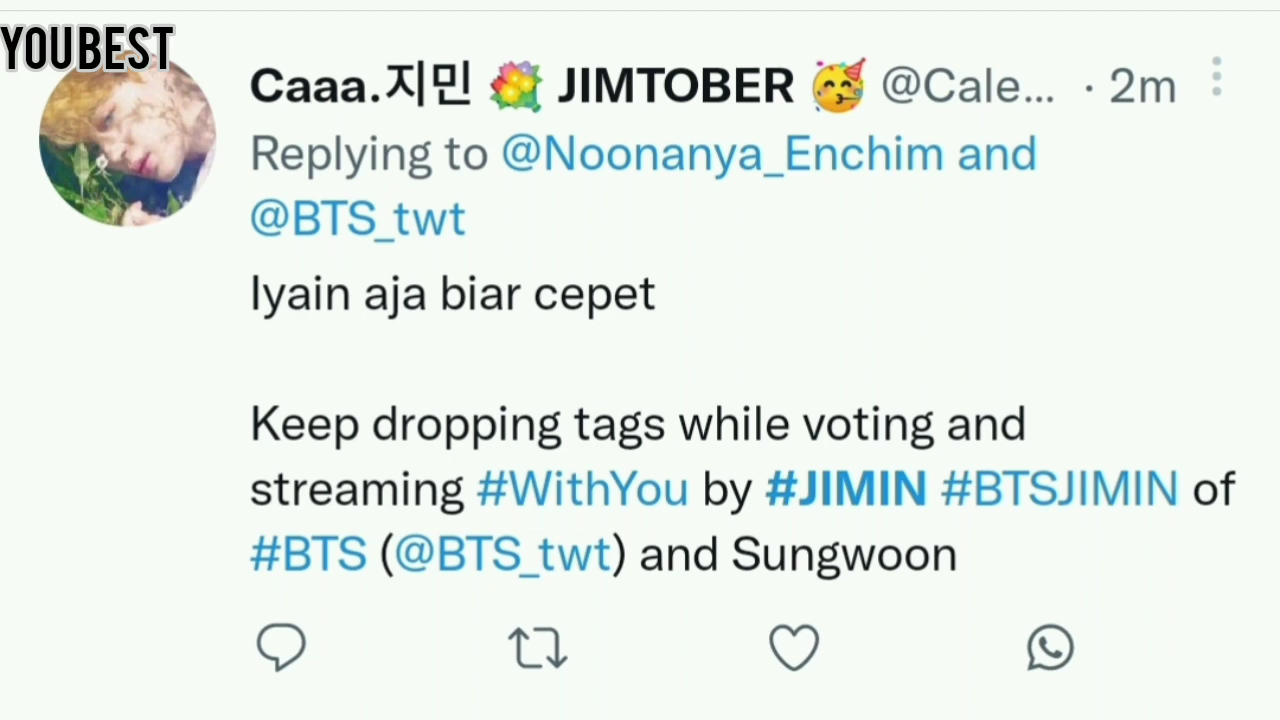 YOUBEST
Caaa.지민 💐 JIMTOBER 🥳 @Cale... · 2m
Replying to @Noonanya_Enchim and
@BTS_twt
Iyain aja biar cepet
Keep dropping tags while voting and
streaming #WithYou by #JIMIN #BTSJIMIN of
#BTS (@BTS_twt) and Sungwoon